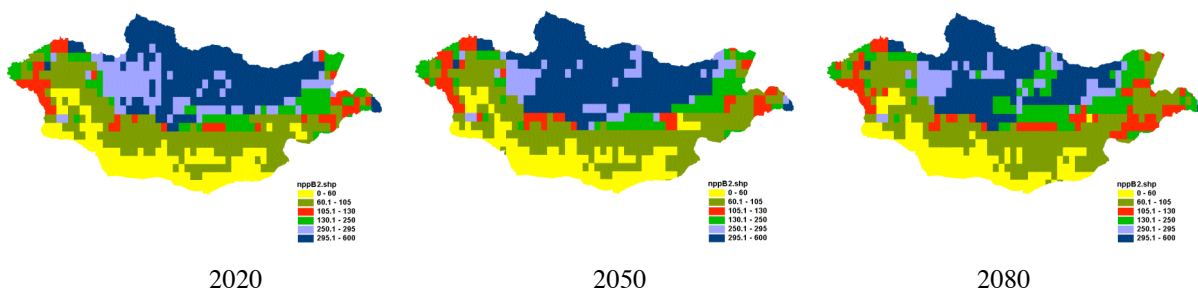 nppB2.shp
0 - 60
60.1 - 105
105.1 - 130
130.1 - 250
250.1 - 295
295.1 - 600
nppB2.shp
0 - 60
60.1 - 105
105.1 - 130
130.1 - 250
250.1 - 295
295.1 - 600
nppB2.shp
0 - 60
60.1 - 105
105.1 - 130
130.1 - 250
250.1 - 295
295.1 - 600
2020
2050
2080